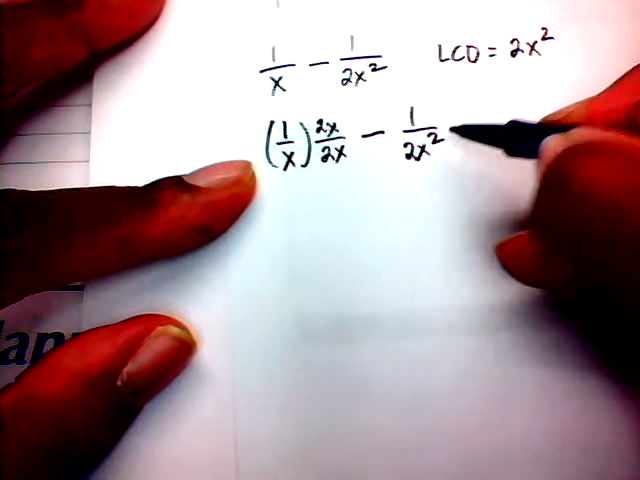 1/x − 1/2x² LCD = 2x²
(1/x) 2x/2x − 1/2x²